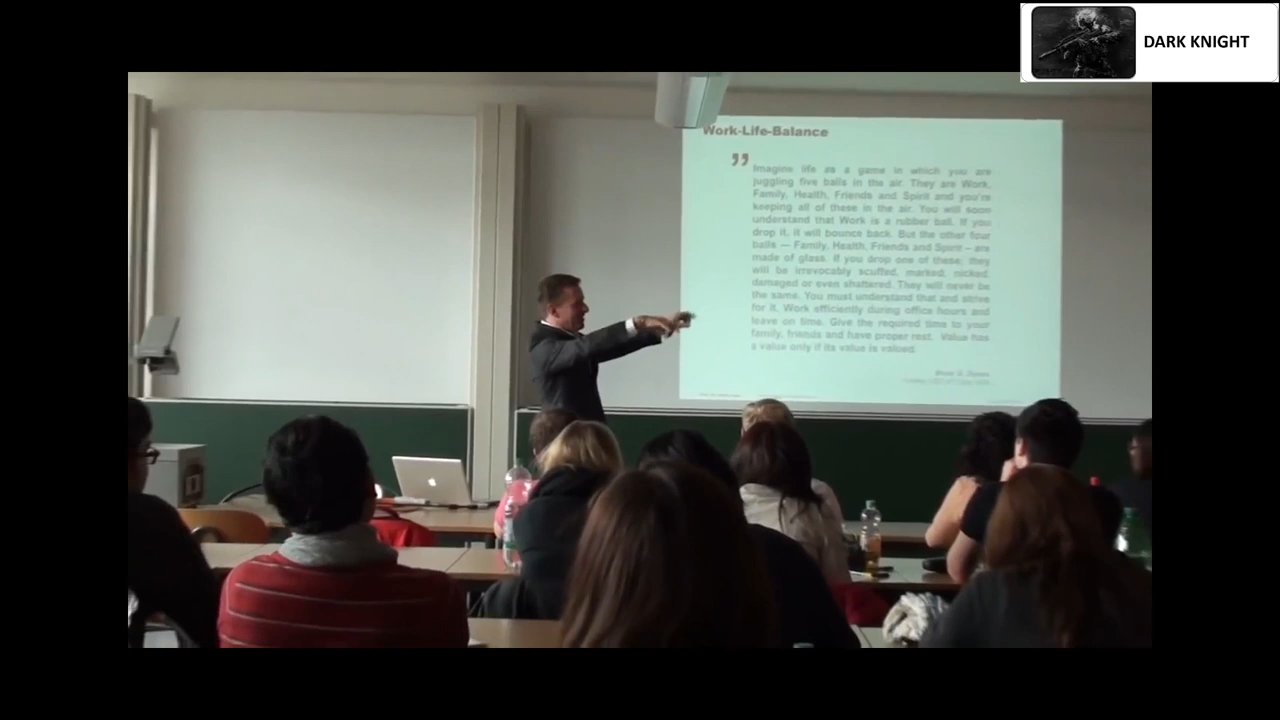 DARK KNIGHT
Work-Life-Balance
”
Imagine life as a game in which you are
juggling five balls in the air. They are Work,
Family, Health, Friends and Spirit and you're
keeping all of these in the air. You will soon
understand that Work is a rubber ball. If you
drop it, it will bounce back. But the other four
balls — Family, Health, Friends and Spirit – are
made of glass. If you drop one of these; they
will be irrevocably scuffed, marked, nicked,
damaged or even shattered. They will never be
the same. You must understand that and strive
for it. Work efficiently during office hours and
leave on time. Give the required time to your
family, friends and have proper rest. Value has
a value only if its value is valued.